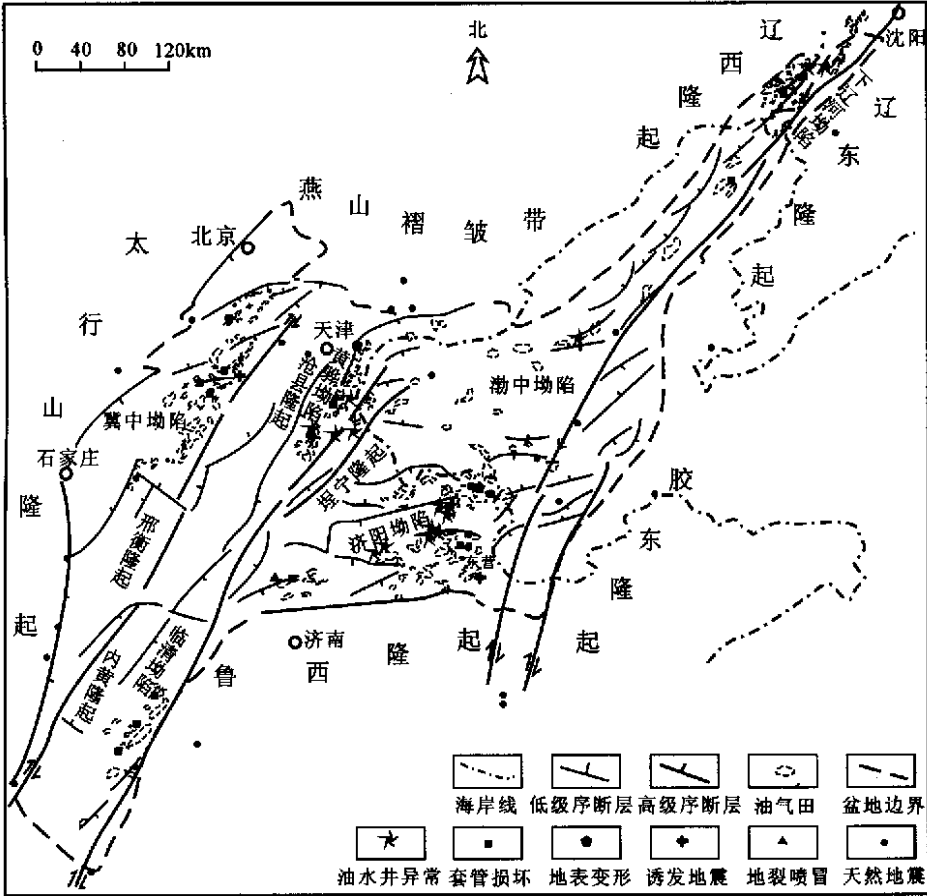 0 40 80 120km
北
沈阳
辽西隆起
下辽河坳陷
辽东隆起
燕山褶皱带
北京
太行山隆起
天津
黄骅坳陷
沧县隆起
冀中坳陷
渤中坳陷
石家庄
埕宁隆起
邢衡隆起
济阳坳陷
东营
胶东隆起
济南
鲁西隆起
临清坳陷
内黄隆起
海岸线 低级序断层 高级序断层 油气田 盆地边界
油水井异常 套管损坏 地表变形 诱发地震 地裂喷冒 天然地震